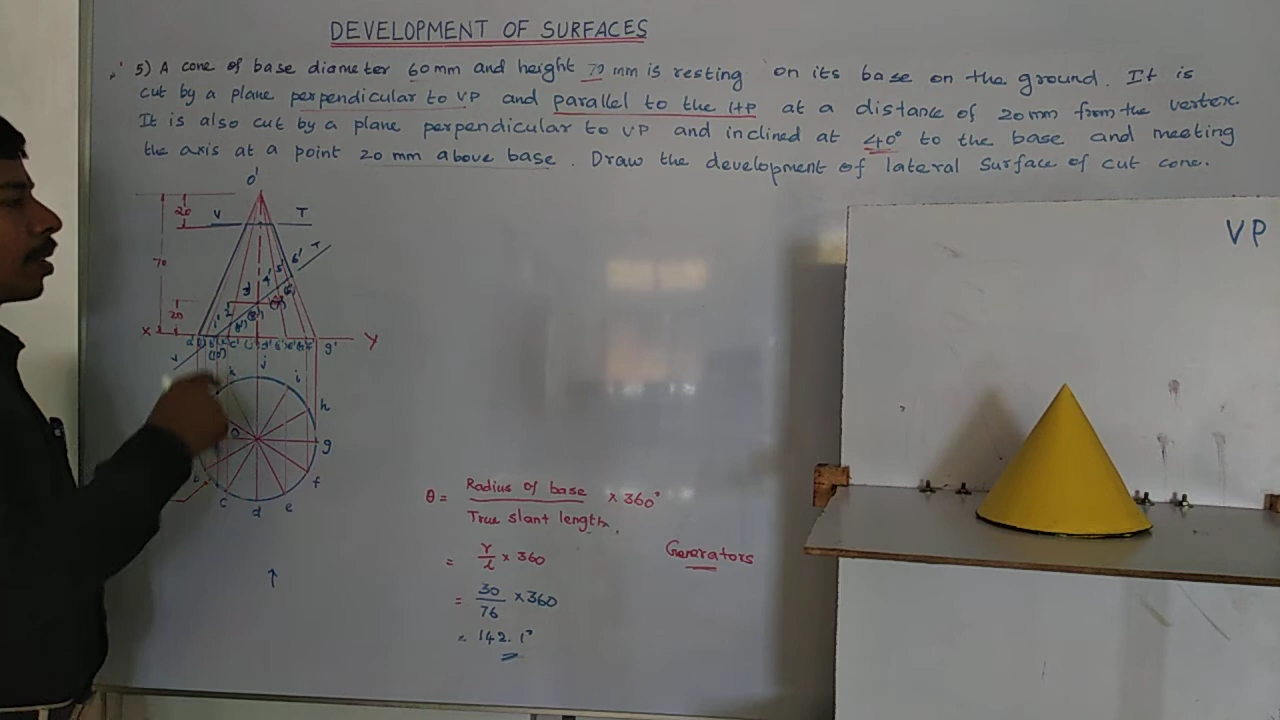 DEVELOPMENT OF SURFACES
5) A cone of base diameter 60mm and height 70 mm is resting on its base on the ground. It is
cut by a plane perpendicular to VP and parallel to the HP at a distance of 20mm from the vertex.
It is also cut by a plane perpendicular to VP and inclined at 40° to the base and meeting
the axis at a point 20 mm above base. Draw the development of lateral Surface of cut cone.
O'
20
V T
T
70
20
X
Y
g'
V
j
k
i
h
g
f
c
d
e
θ = Radius of base × 360°
True slant length.
= r/l × 360
= 30/76 × 360
= 142.1°
Generators
VP